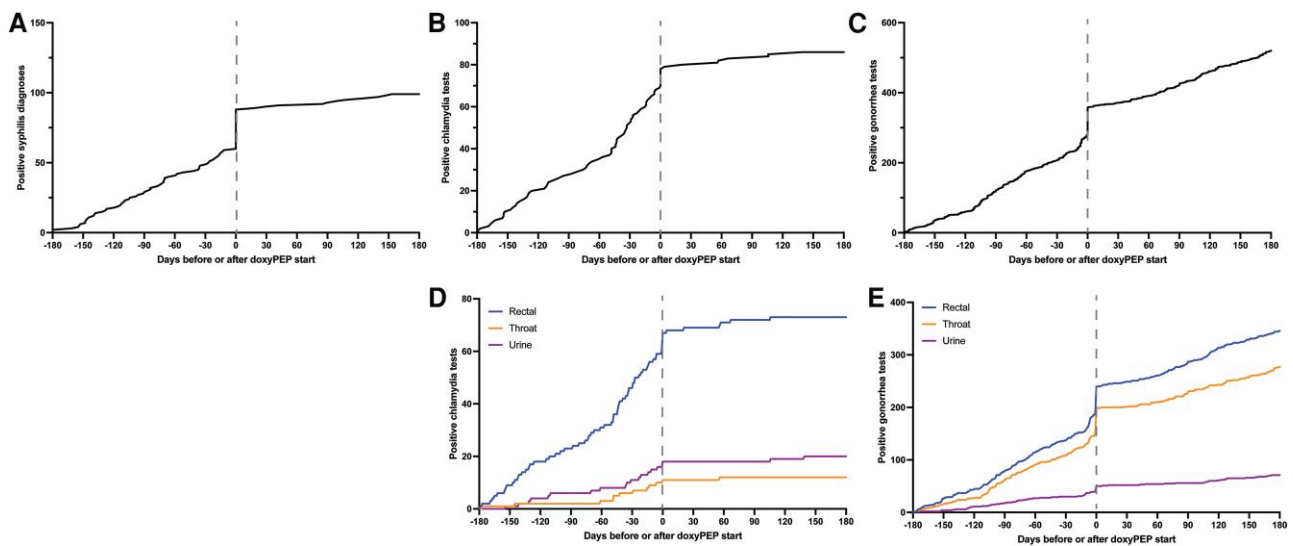 A
150
100
50
0
Positive syphilis diagnoses
-180 -150 -120 -90 -60 -30 0 30 60 90 120 150 180
Days before or after doxyPEP start
B
100
80
60
40
20
0
Positive chlamydia tests
-180 -150 -120 -90 -60 -30 0 30 60 90 120 150 180
Days before or after doxyPEP start
C
600
400
200
0
Positive gonorrhea tests
-180 -150 -120 -90 -60 -30 0 30 60 90 120 150 180
Days before or after doxyPEP start
D
80
60
40
20
0
Positive chlamydia tests
Rectal
Throat
Urine
-180 -150 -120 -90 -60 -30 0 30 60 90 120 150 180
Days before or after doxyPEP start
E
400
300
200
100
0
Positive gonorrhea tests
Rectal
Throat
Urine
-180 -150 -120 -90 -60 -30 0 30 60 90 120 150 180
Days before or after doxyPEP start